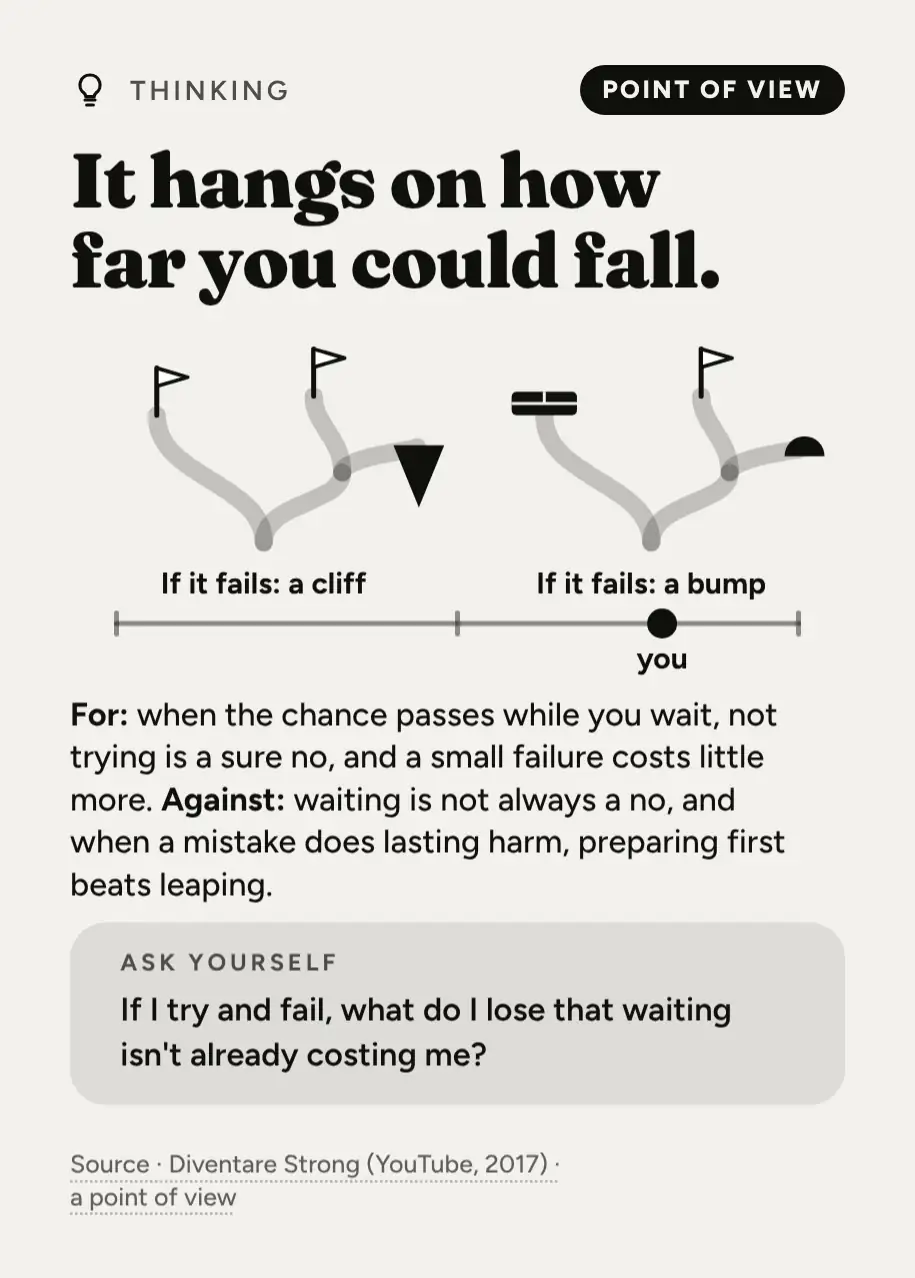 THINKING
POINT OF VIEW
It hangs on how
far you could fall.
If it fails: a cliff
If it fails: a bump
you
For: when the chance passes while you wait, not
trying is a sure no, and a small failure costs little
more. Against: waiting is not always a no, and
when a mistake does lasting harm, preparing first
beats leaping.
ASK YOURSELF
If I try and fail, what do I lose that waiting
isn't already costing me?
Source · Diventare Strong (YouTube, 2017) ·
a point of view